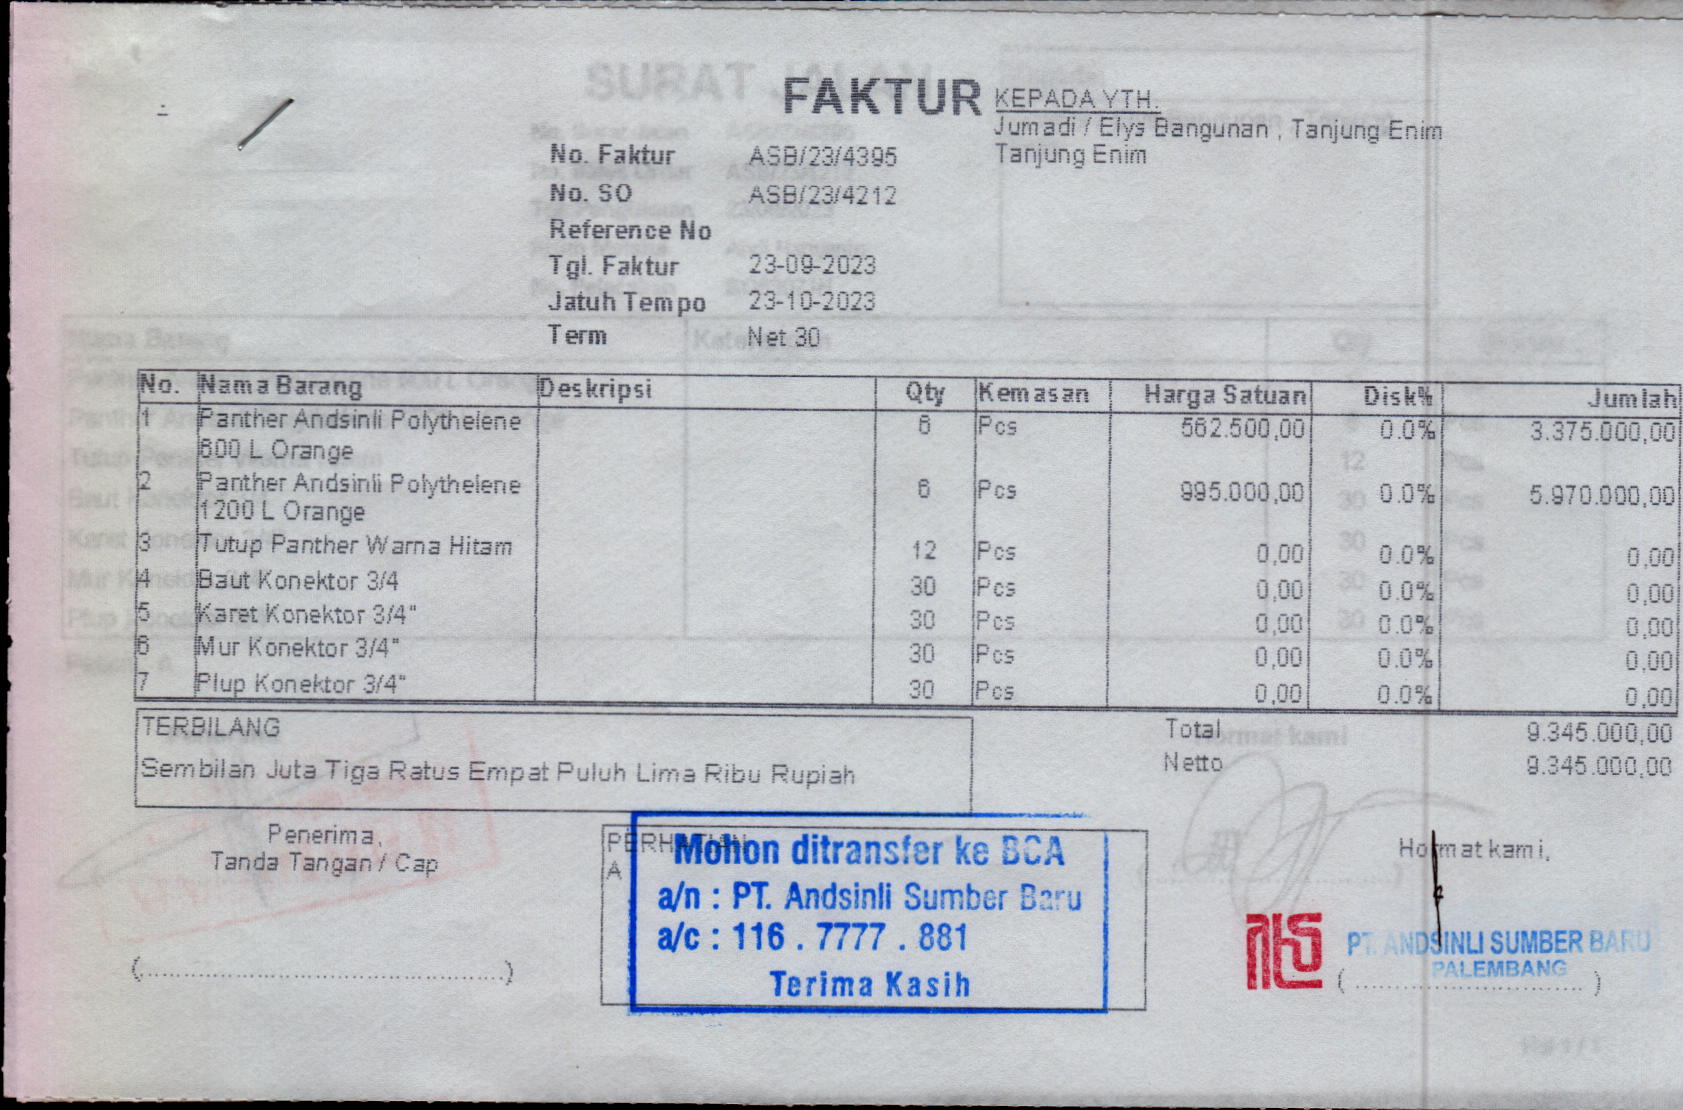 FAKTUR
KEPADA YTH.
Jumadi / Elys Bangunan , Tanjung Enim
Tanjung Enim
No. Faktur ASB/23/4395
No. SO ASB/23/4212
Reference No
Tgl. Faktur 23-09-2023
Jatuh Tempo 23-10-2023
Term Net 30
No. Nama Barang Deskripsi Qty Kemasan Harga Satuan Disk% Jumlah
1 Panther Andsinli Polythelene 6 Pcs 562.500,00 0.0% 3.375.000,00
600 L Orange
2 Panther Andsinli Polythelene 6 Pcs 995.000,00 0.0% 5.970.000,00
1200 L Orange
3 Tutup Panther Warna Hitam 12 Pcs 0,00 0.0% 0,00
4 Baut Konektor 3/4 30 Pcs 0,00 0.0% 0,00
5 Karet Konektor 3/4" 30 Pcs 0,00 0.0% 0,00
6 Mur Konektor 3/4" 30 Pcs 0,00 0.0% 0,00
7 Plup Konektor 3/4" 30 Pcs 0,00 0.0% 0,00
TERBILANG
Sembilan Juta Tiga Ratus Empat Puluh Lima Ribu Rupiah
Total 9.345.000,00
Netto 9.345.000,00
Penerima,
Tanda Tangan / Cap
(........................................)
PERHATIAN
A
Mohon ditransfer ke BCA
a/n : PT. Andsinli Sumber Baru
a/c : 116 . 7777 . 881
Terima Kasih
Hormat kami,
PT. ANDSINLI SUMBER BARU
PALEMBANG
(..............................)